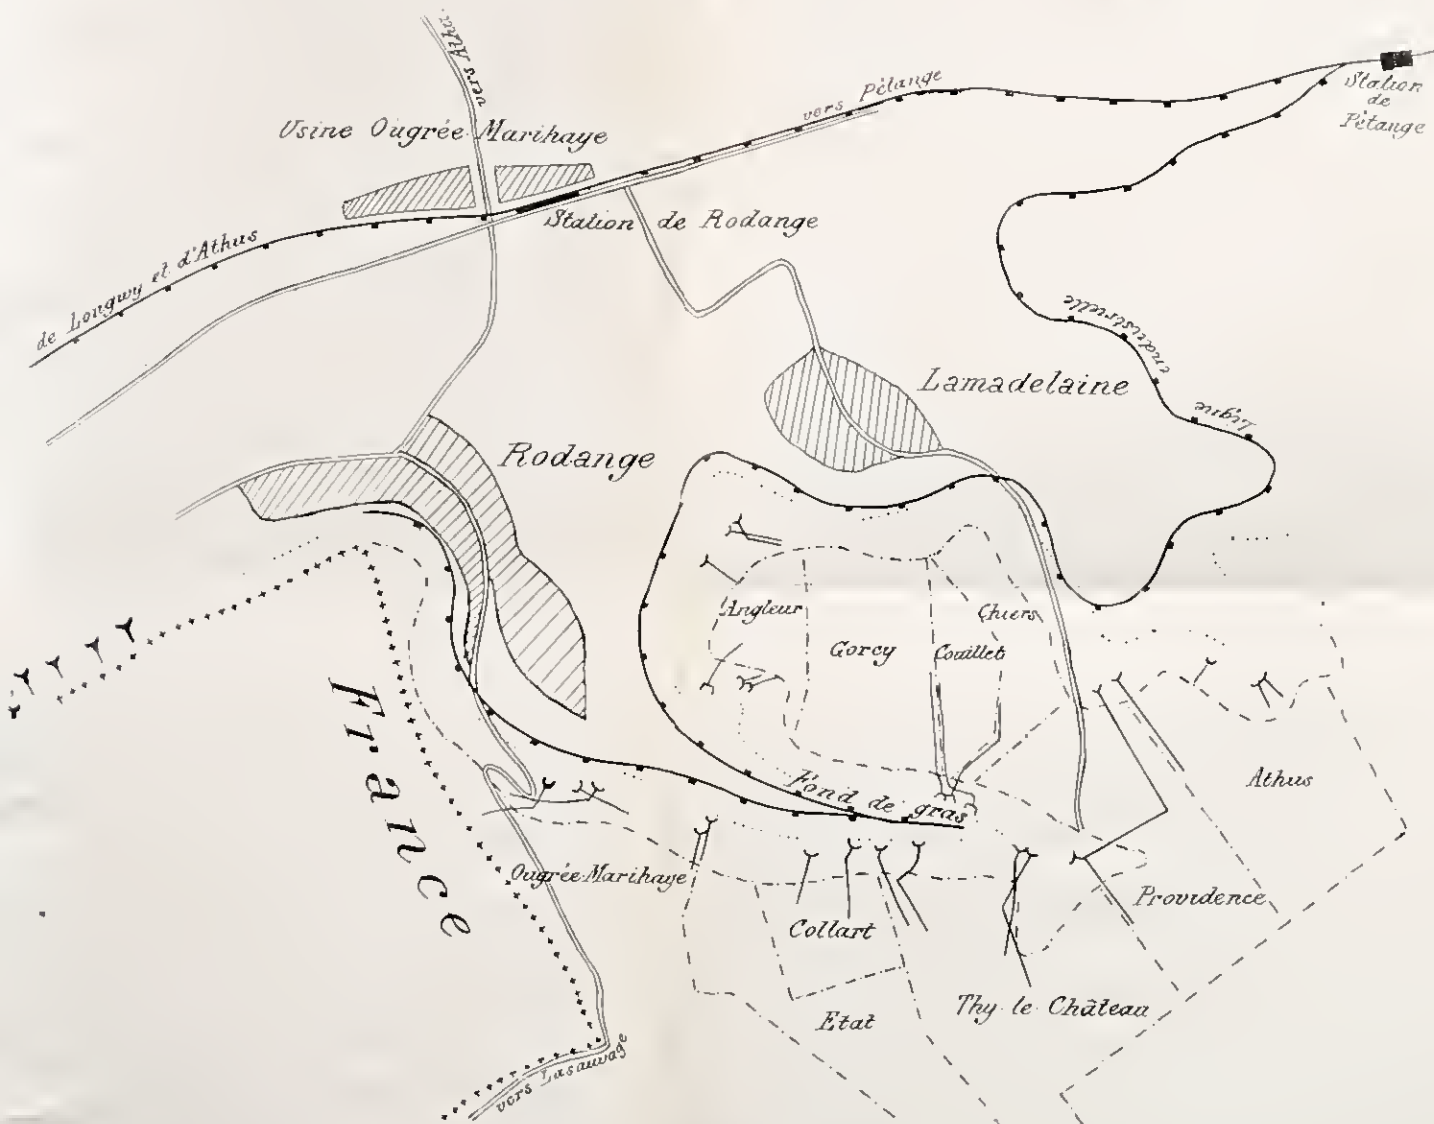 vers Athus
Usine Ougrée Marihaye
vers Pétange
Station
de
Pétange
Station de Rodange
de Longwy et d'Athus
industrielle
Ligne
Lamadelaine
Rodange
Angleur
Gorcy
Couillet
Chiers
France
Fond de gras
Athus
Ougrée-Marihaye
Providence
Collart
Thy le Château
Etat
vers Lasauvage